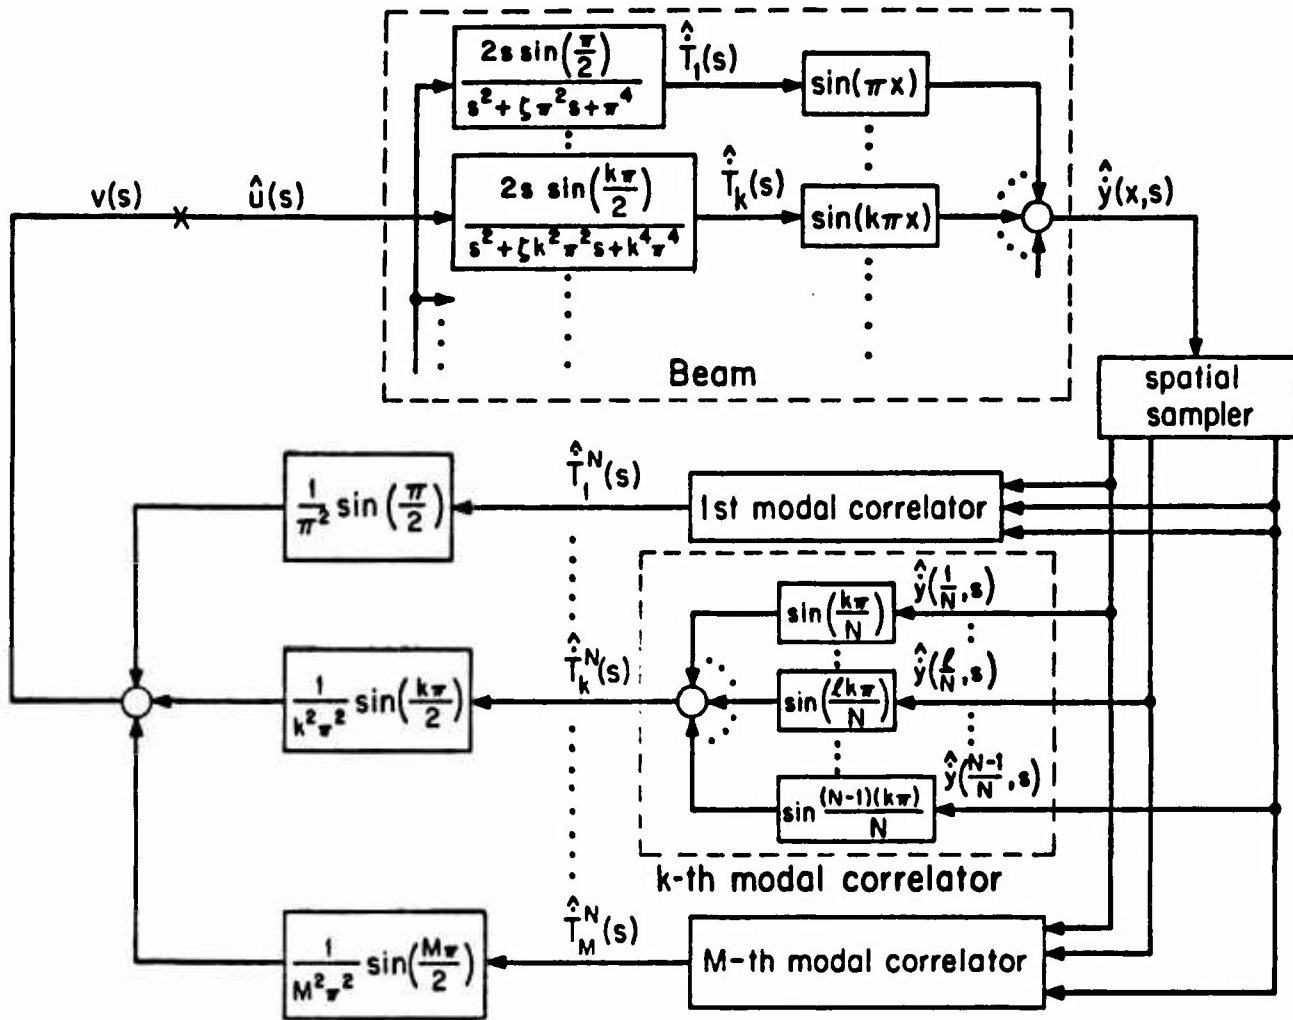 2s sin(π/2)
s² + ζπ²s + π⁴
T̂̇₁(s)
sin(πx)
v(s)
û(s)
2s sin(kπ/2)
s² + ζk²π²s + k⁴π⁴
T̂̇ₖ(s)
sin(kπx)
ŷ̇(x,s)
Beam
spatial
sampler
1/π² sin(π/2)
T̂̇₁ᴺ(s)
1st modal correlator
sin(kπ/N)
ŷ̇(1/N, s)
1/k²π² sin(kπ/2)
T̂̇ₖᴺ(s)
sin(ℓkπ/N)
ŷ̇(ℓ/N, s)
sin (N-1)(kπ)/N
ŷ̇(N-1/N, s)
k-th modal correlator
1/M²π² sin(Mπ/2)
T̂̇_Mᴺ(s)
M-th modal correlator